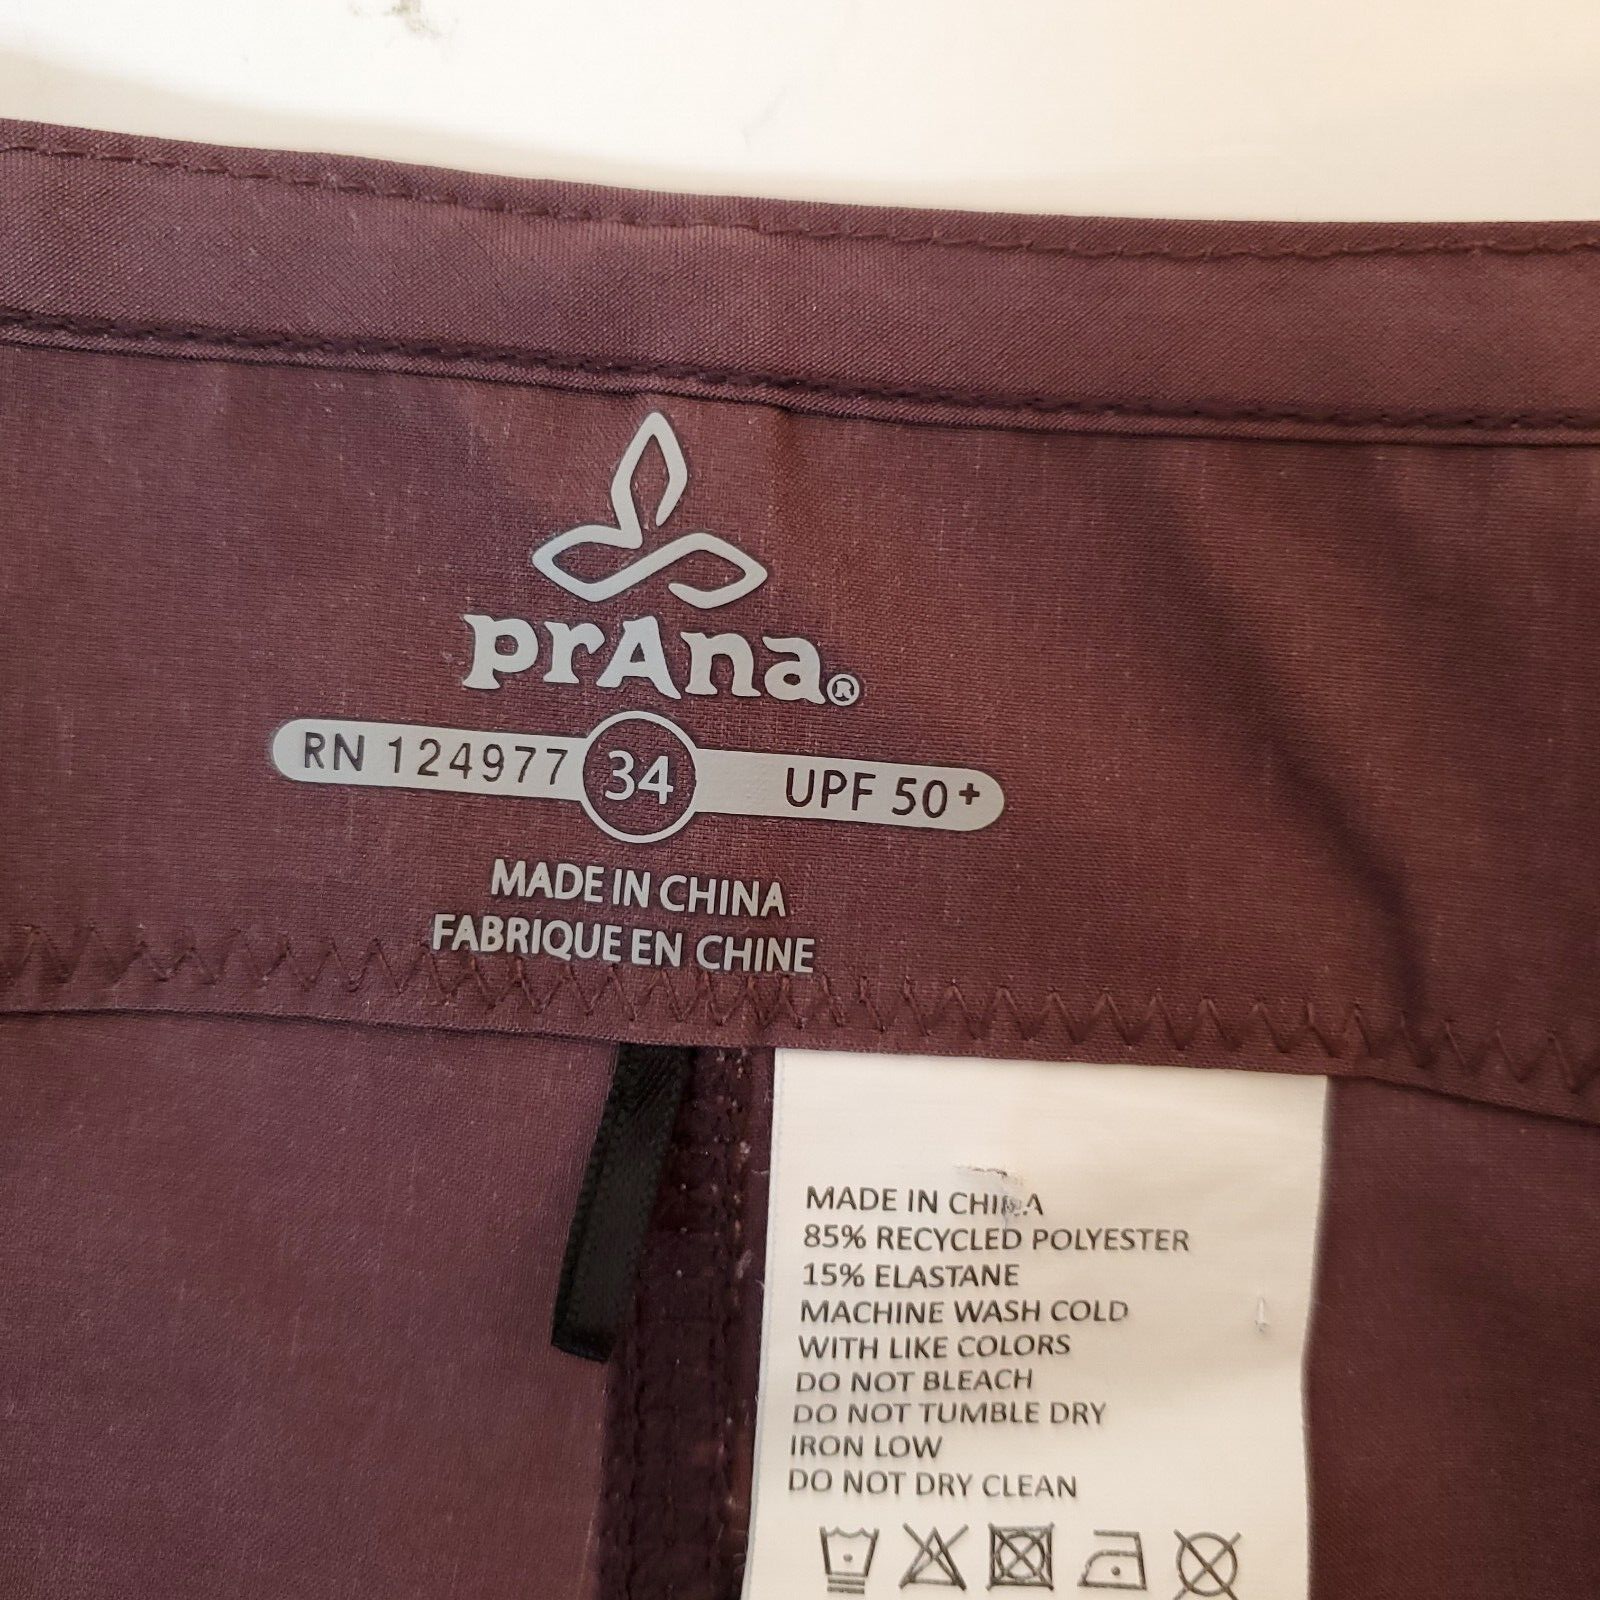 prAna®
RN 124977 34 UPF 50+
MADE IN CHINA
FABRIQUE EN CHINE
MADE IN CHINA
85% RECYCLED POLYESTER
15% ELASTANE
MACHINE WASH COLD
WITH LIKE COLORS
DO NOT BLEACH
DO NOT TUMBLE DRY
IRON LOW
DO NOT DRY CLEAN